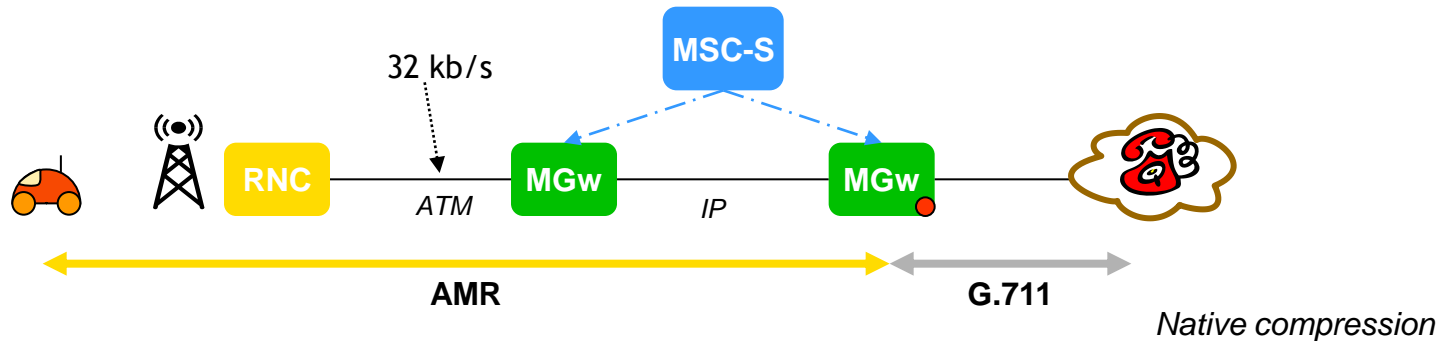 MSC-S
32 kb/s
RNC
MGw
MGw
ATM
IP
AMR
G.711
Native compression